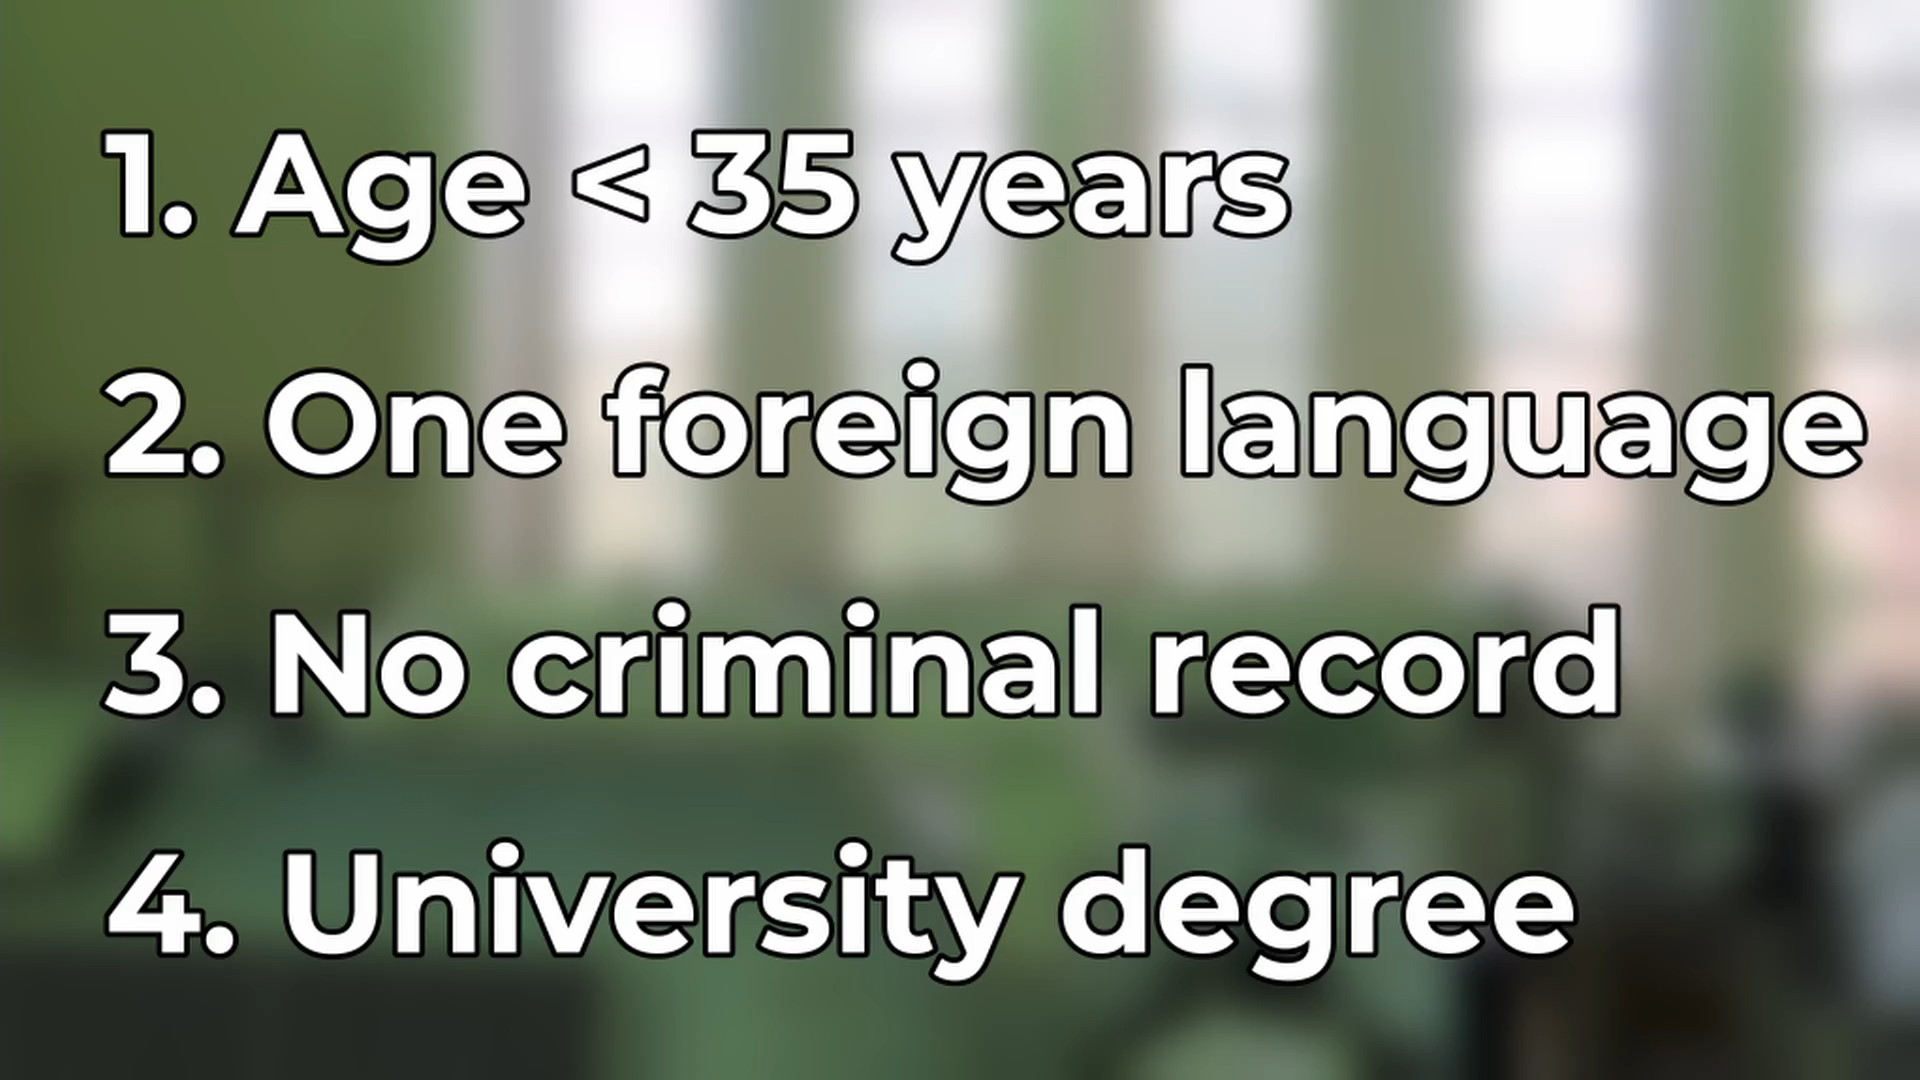 1. Age < 35 years
2. One foreign language
3. No criminal record
4. University degree